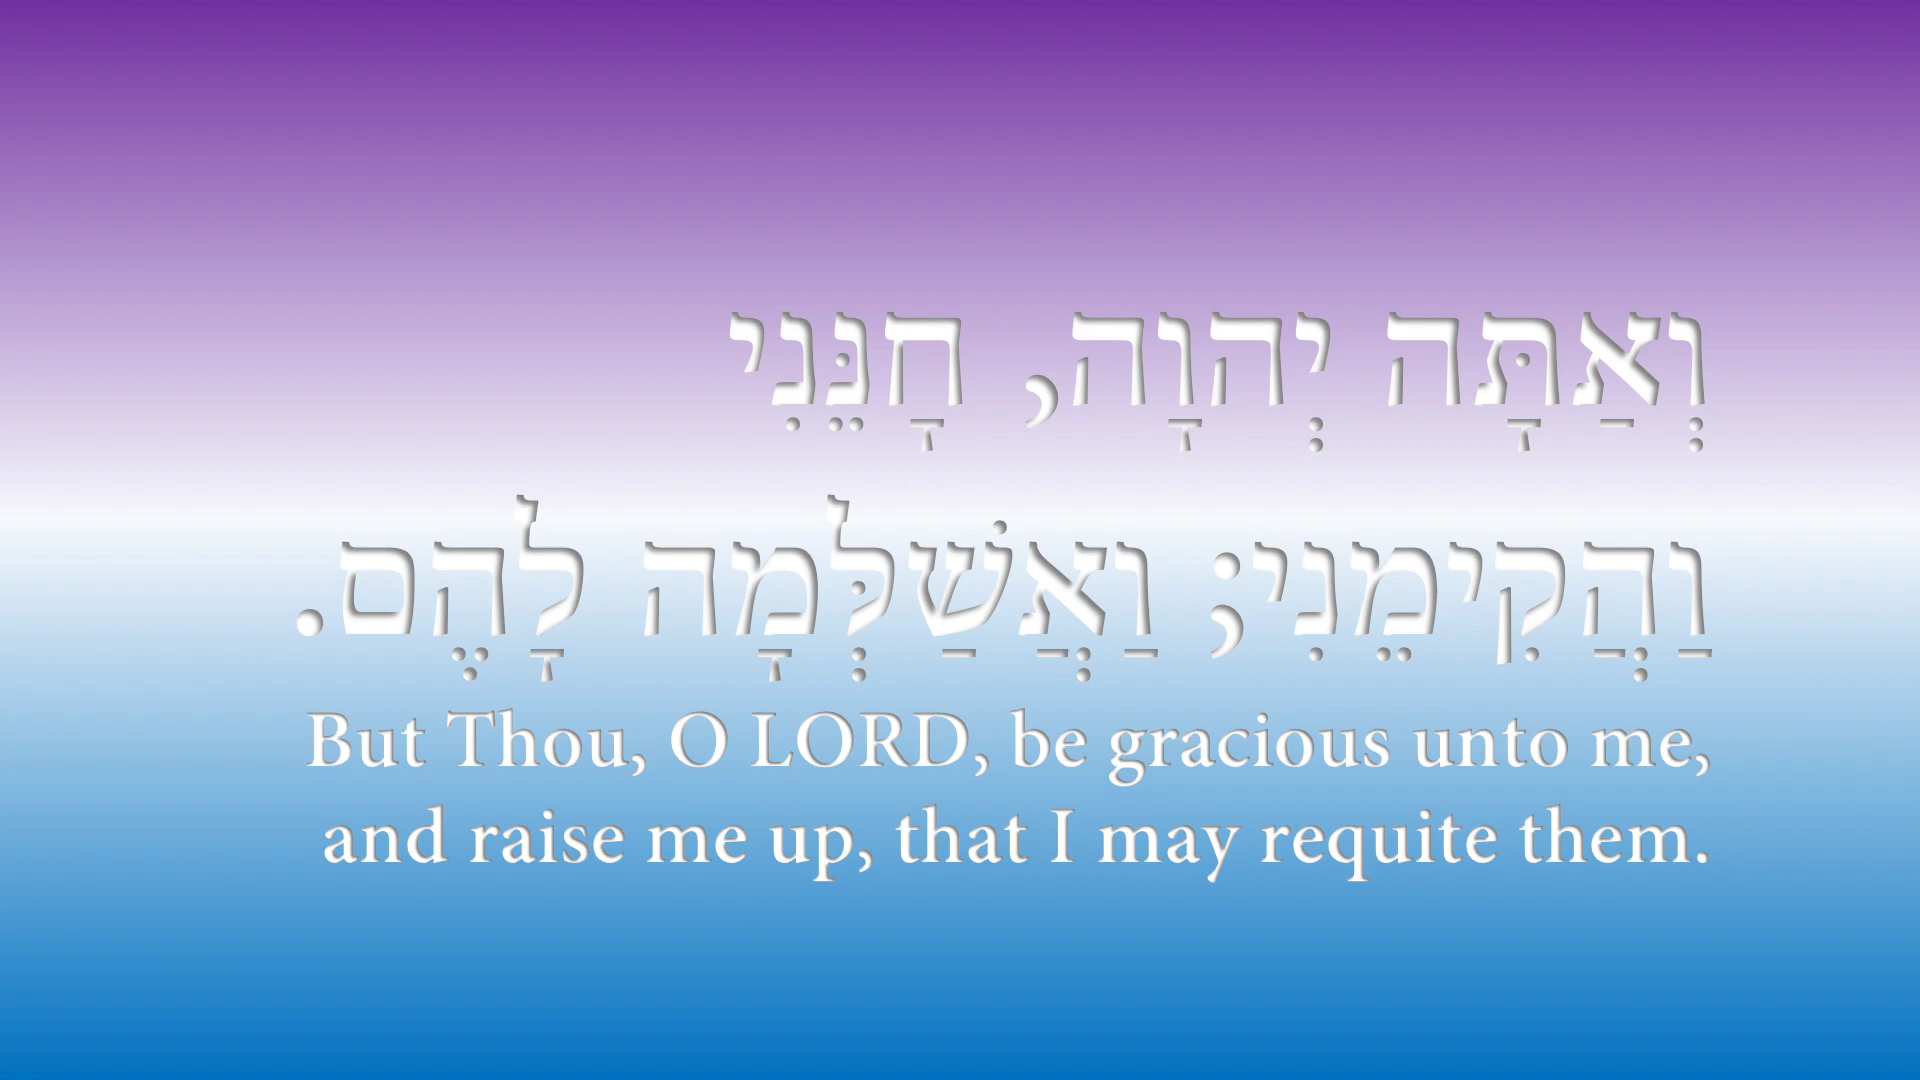 וְאַתָּה יְהוָה, חָנֵּנִי
וַהֲקִימֵנִי; וַאֲשַׁלְּמָה לָהֶם.
But Thou, O LORD, be gracious unto me,
and raise me up, that I may requite them.